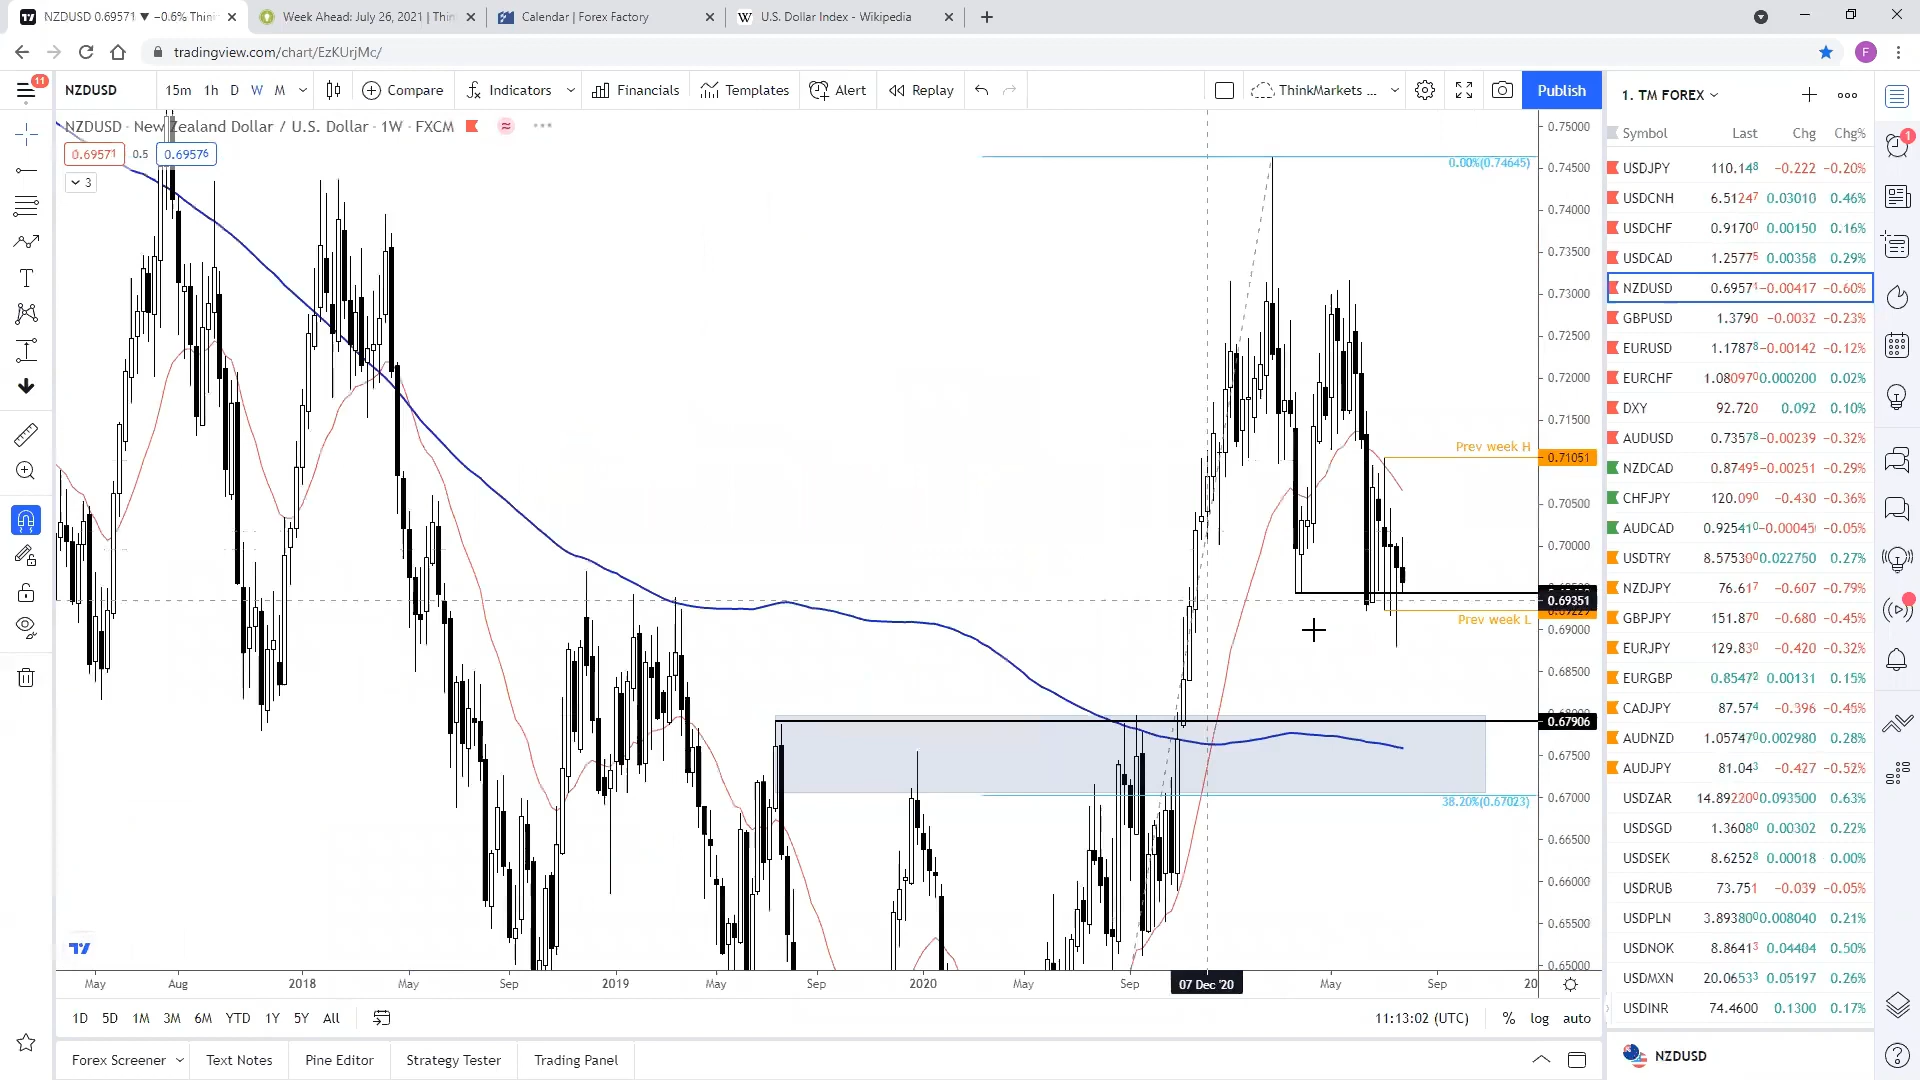 NZDUSD 0.69571 ▼ −0.6% Thin
Week Ahead: July 26, 2021 | Thin
Calendar | Forex Factory
U.S. Dollar Index - Wikipedia
tradingview.com/chart/EzKUrjMc/
F
11
NZDUSD
15m 1h D W M
Compare
Indicators
Financials
Templates
Alert
Replay
ThinkMarkets ...
Publish
NZDUSD · New Zealand Dollar / U.S. Dollar · 1W · FXCM
0.69571 0.5 0.69576
3
0.00%(0.74645)
Prev week H
Prev week L
38.20%(0.67023)
0.75000
0.74500
0.74000
0.73500
0.73000
0.72500
0.72000
0.71500
0.71051
0.70500
0.70000
0.69351
0.69000
0.68500
0.67906
0.67500
0.67000
0.66500
0.66000
0.65500
0.65000
May Aug 2018 May Sep 2019 May Sep 2020 May Sep 07 Dec '20 May Sep 20
1D 5D 1M 3M 6M YTD 1Y 5Y All
11:13:02 (UTC) % log auto
Forex Screener Text Notes Pine Editor Strategy Tester Trading Panel
1. TM FOREX
Symbol Last Chg Chg%
USDJPY 110.148 −0.222 −0.20%
USDCNH 6.51247 0.03010 0.46%
USDCHF 0.91700 0.00150 0.16%
USDCAD 1.25775 0.00358 0.29%
NZDUSD 0.69571 −0.00417 −0.60%
GBPUSD 1.3790 −0.0032 −0.23%
EURUSD 1.17878 −0.00142 −0.12%
EURCHF 1.080970 0.000200 0.02%
DXY 92.720 0.092 0.10%
AUDUSD 0.73578 −0.00239 −0.32%
NZDCAD 0.87495 −0.00251 −0.29%
CHFJPY 120.090 −0.430 −0.36%
AUDCAD 0.925410 −0.00045 −0.05%
USDTRY 8.575300 0.022750 0.27%
NZDJPY 76.617 −0.607 −0.79%
GBPJPY 151.870 −0.680 −0.45%
EURJPY 129.830 −0.420 −0.32%
EURGBP 0.85472 0.00131 0.15%
CADJPY 87.574 −0.396 −0.45%
AUDNZD 1.057470 0.002980 0.28%
AUDJPY 81.043 −0.427 −0.52%
USDZAR 14.892200 0.093500 0.63%
USDSGD 1.36080 0.00302 0.22%
USDSEK 8.62528 0.00018 0.00%
USDRUB 73.751 −0.039 −0.05%
USDPLN 3.893800 0.008040 0.21%
USDNOK 8.86413 0.04404 0.50%
USDMXN 20.06533 0.05197 0.26%
USDINR 74.4600 0.1300 0.17%
NZDUSD
1